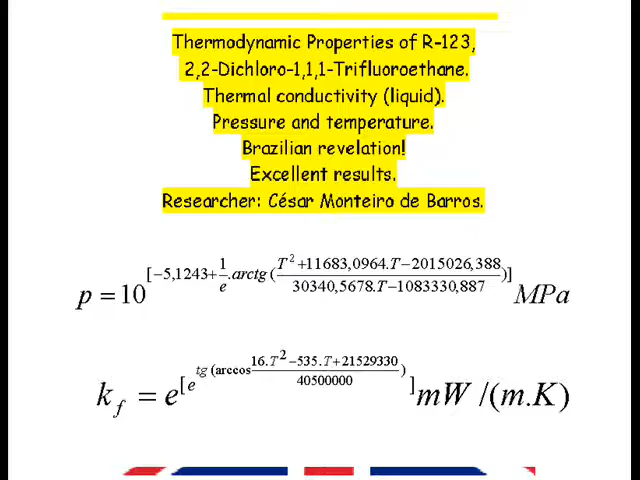 Thermodynamic Properties of R-123,
2,2-Dichloro-1,1,1-Trifluoroethane.
Thermal conductivity (liquid).
Pressure and temperature.
Brazilian revelation!
Excellent results.
Researcher: César Monteiro de Barros.
p = 10^[−5,1243+1/e.arctg((T^2+11683,0964.T−2015026,388)/(30340,5678.T−1083330,887))] MPa
k_f = e^[e^tg(arccos (16.T^2−535.T+21529330)/40500000)] mW/(m.K)